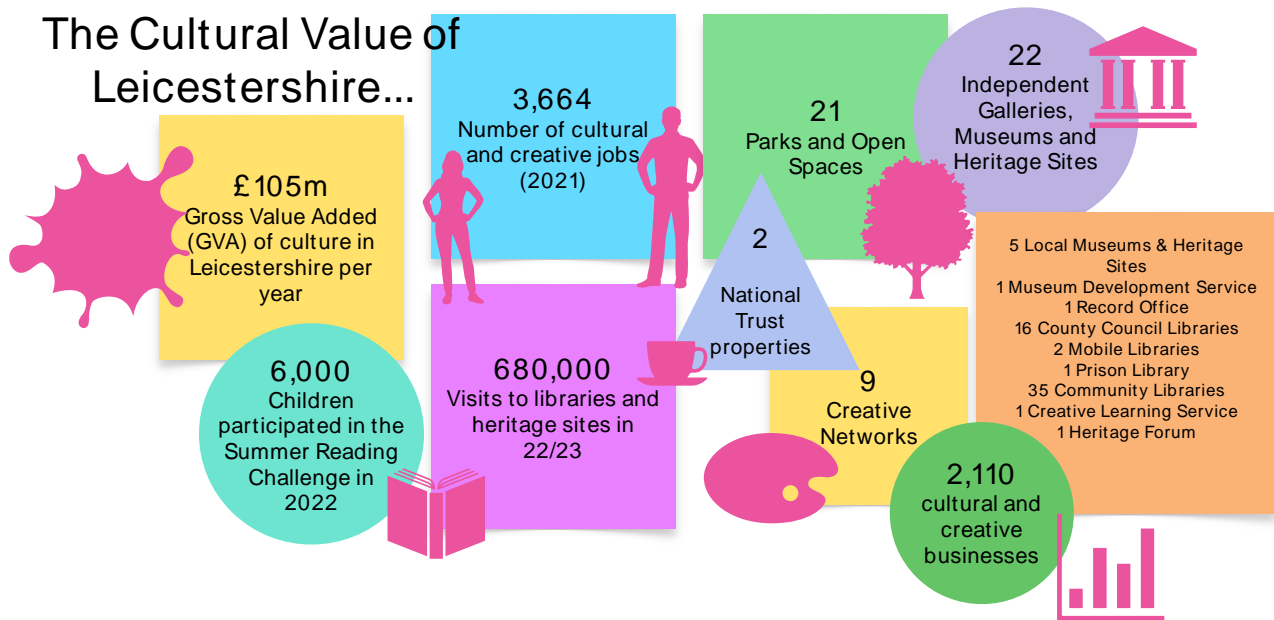 The Cultural Value of
Leicestershire...
£105m
Gross Value Added
(GVA) of culture in
Leicestershire per
year
3,664
Number of cultural
and creative jobs
(2021)
21
Parks and Open
Spaces
22
Independent
Galleries,
Museums and
Heritage Sites
2
National
Trust
properties
5 Local Museums & Heritage
Sites
1 Museum Development Service
1 Record Office
16 County Council Libraries
2 Mobile Libraries
1 Prison Library
35 Community Libraries
1 Creative Learning Service
1 Heritage Forum
6,000
Children
participated in the
Summer Reading
Challenge in
2022
680,000
Visits to libraries and
heritage sites in
22/23
9
Creative
Networks
2,110
cultural and
creative
businesses